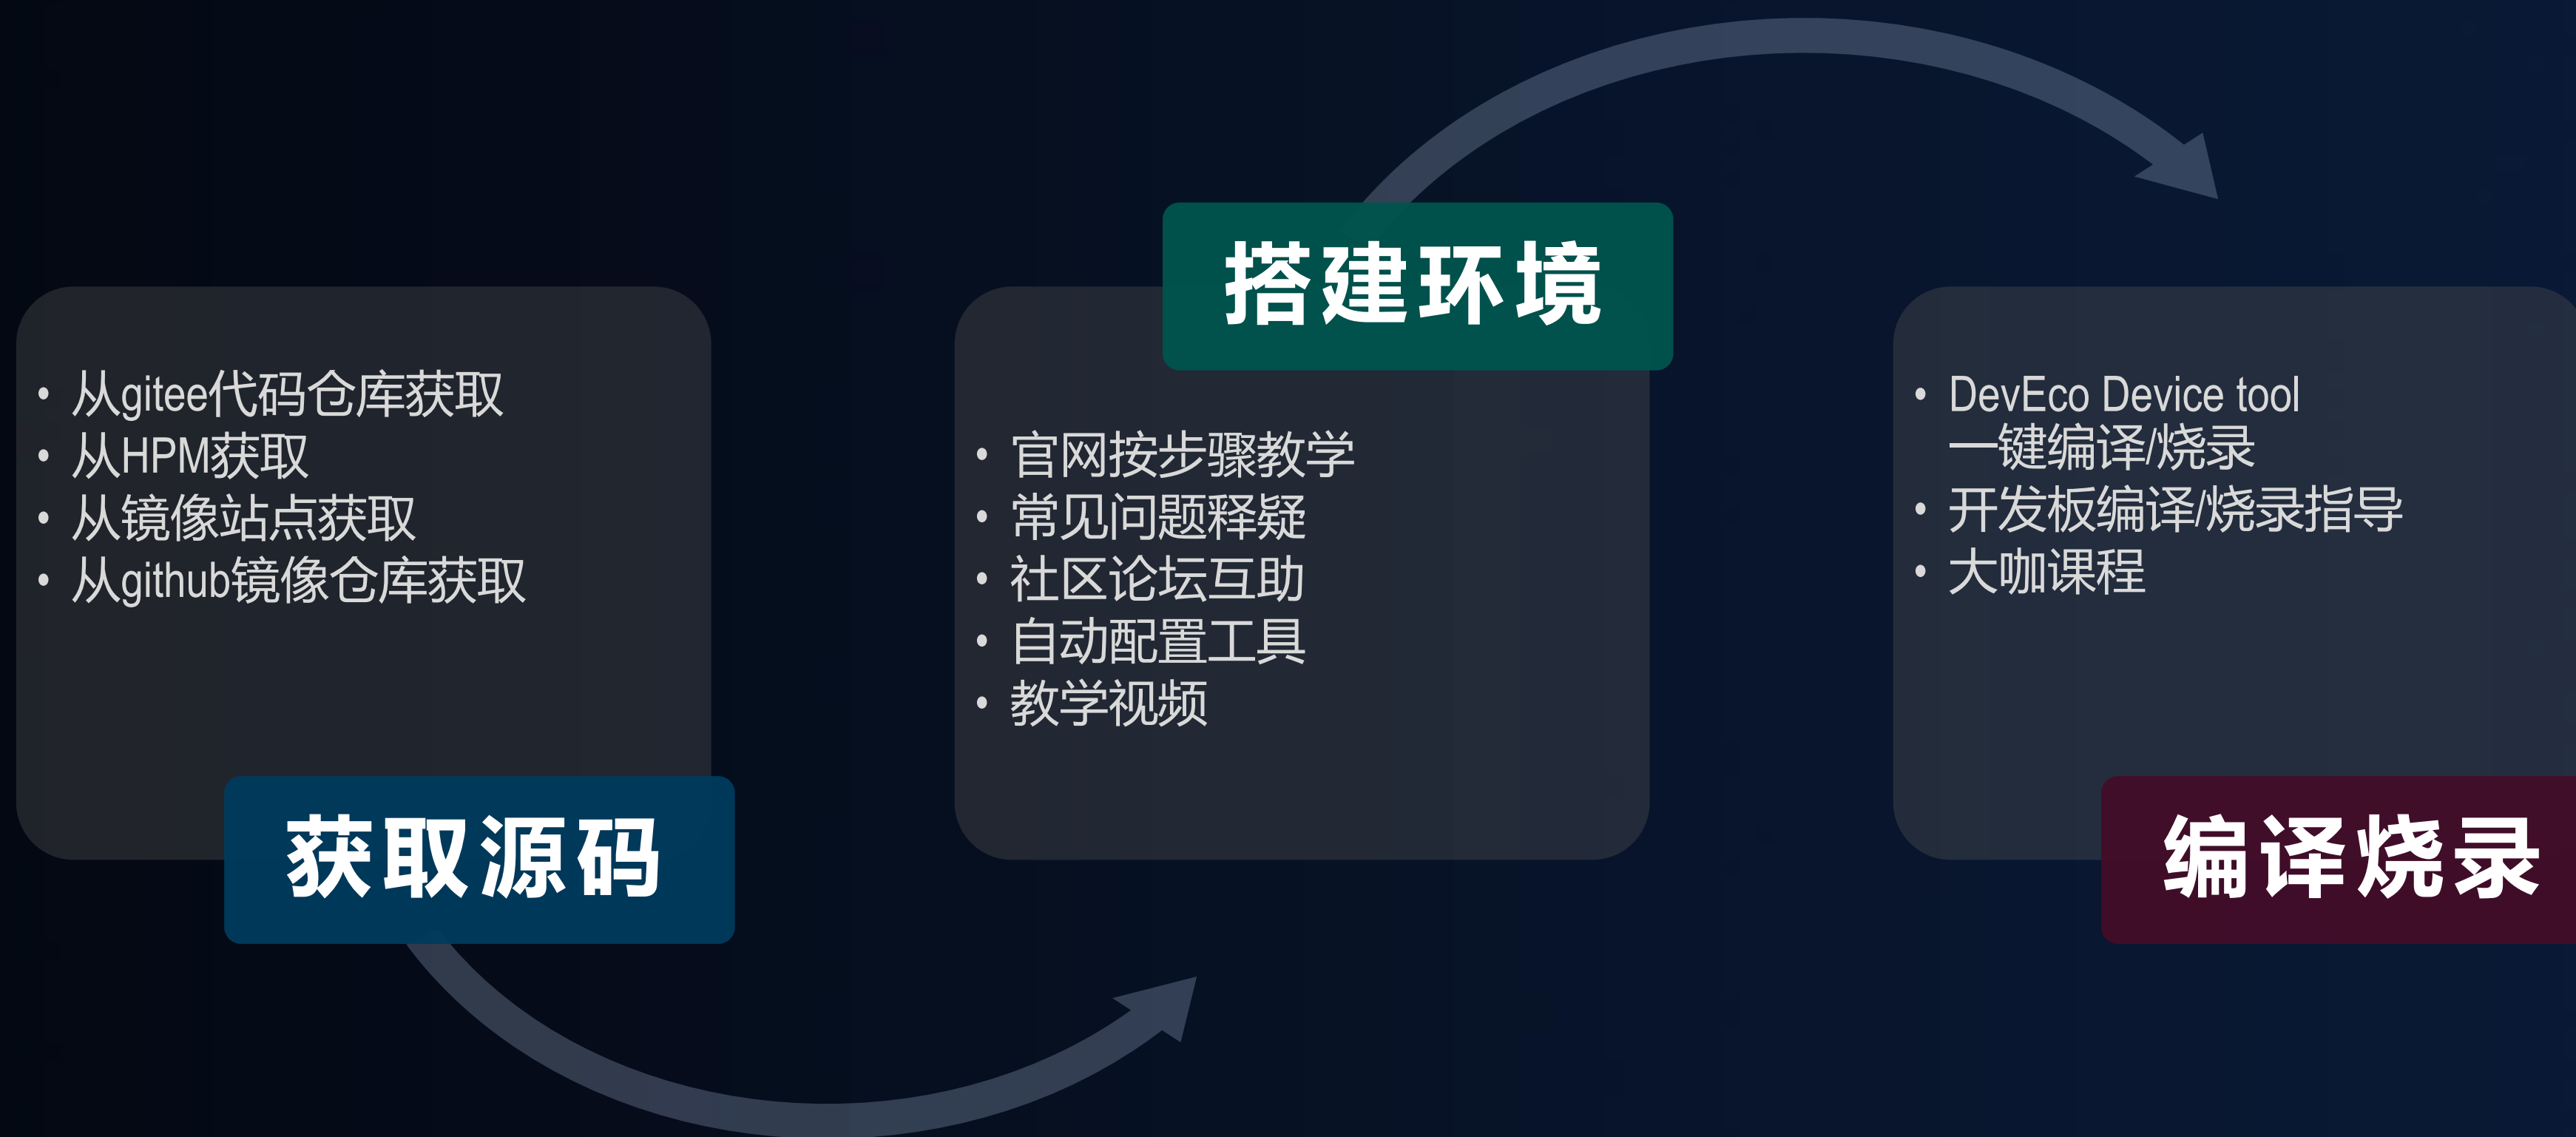 • 从gitee代码仓库获取
• 从HPM获取
• 从镜像站点获取
• 从github镜像仓库获取
获取源码
搭建环境
• 官网按步骤教学
• 常见问题释疑
• 社区论坛互助
• 自动配置工具
• 教学视频
• DevEco Device tool
一键编译/烧录
• 开发板编译/烧录指导
• 大咖课程
编译烧录